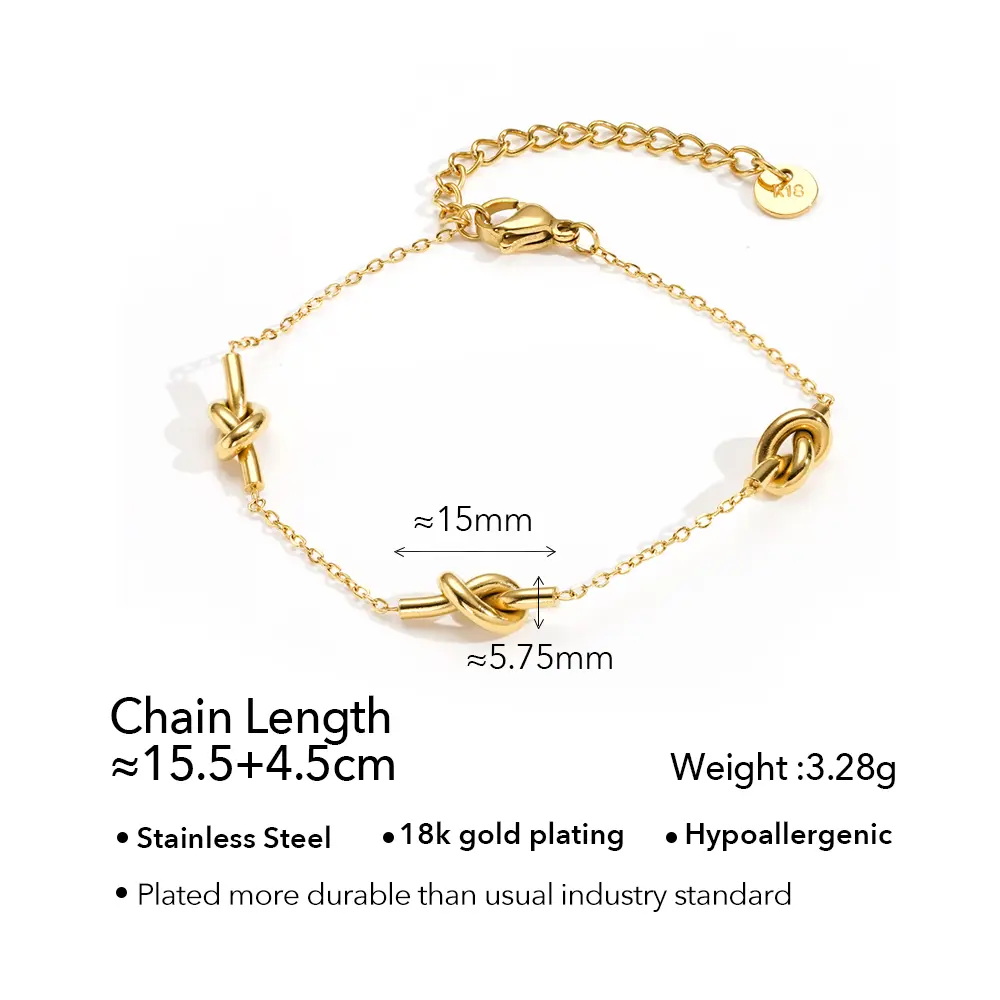 K18
≈15mm
≈5.75mm
Chain Length
≈15.5+4.5cm
Weight :3.28g
• Stainless Steel
• 18k gold plating
• Hypoallergenic
• Plated more durable than usual industry standard